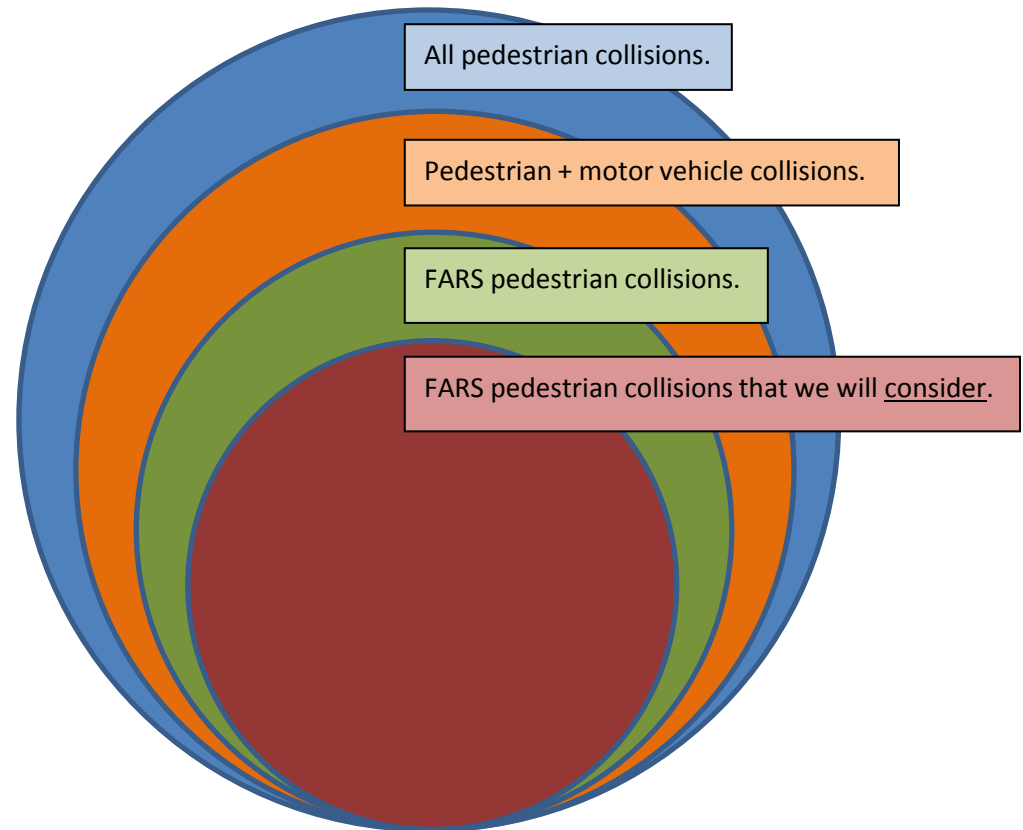 All pedestrian collisions.
Pedestrian + motor vehicle collisions.
FARS pedestrian collisions.
FARS pedestrian collisions that we will consider.